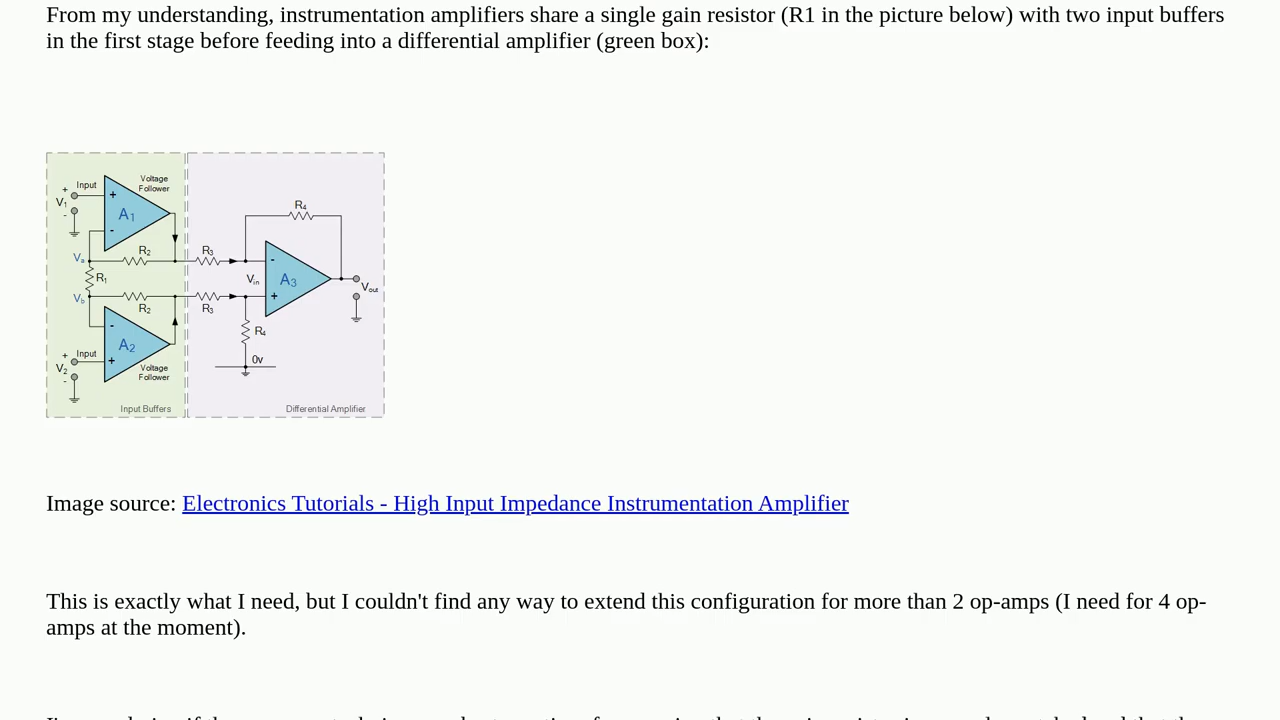 From my understanding, instrumentation amplifiers share a single gain resistor (R1 in the picture below) with two input buffers
in the first stage before feeding into a differential amplifier (green box):
Voltage
Follower
+ Input
V1
-
+
A1
-
R4
Va
R2
R3
R1
-
Vin
A3
+
Vout
Vb
R2
R3
-
A2
+
R4
+ Input
V2
-
Voltage
Follower
0v
Input Buffers
Differential Amplifier
Image source: Electronics Tutorials - High Input Impedance Instrumentation Amplifier
This is exactly what I need, but I couldn't find any way to extend this configuration for more than 2 op-amps (I need for 4 op-
amps at the moment).